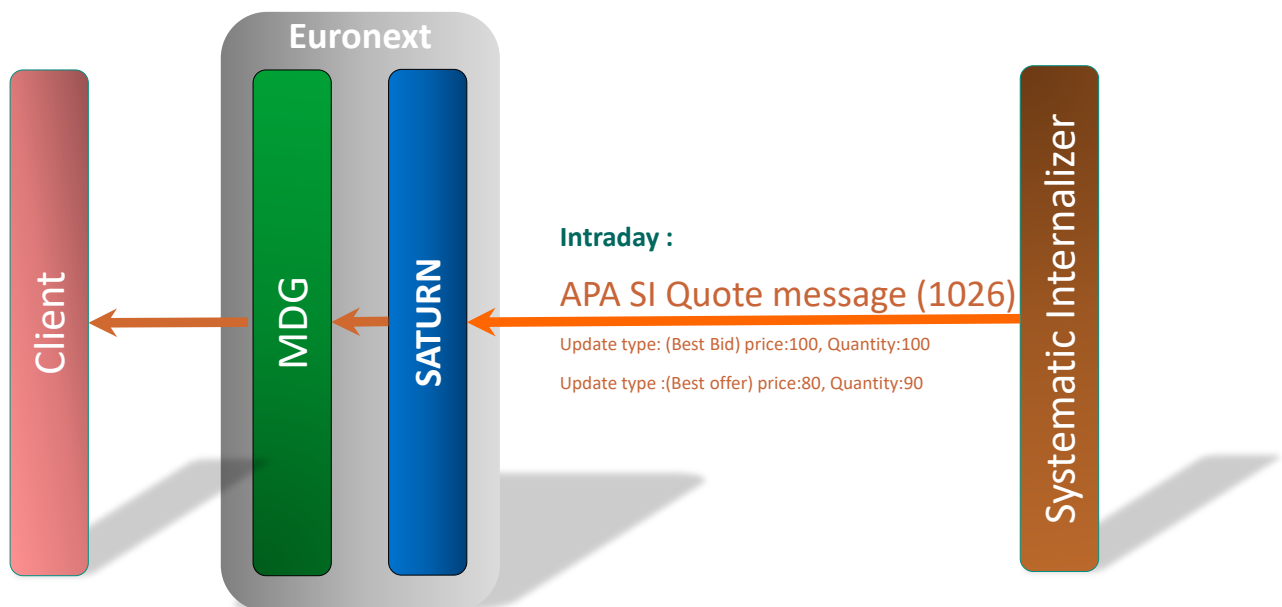 Euronext
Client
MDG
SATURN
Intraday :
APA SI Quote message (1026)
Update type: (Best Bid) price:100, Quantity:100
Update type :(Best offer) price:80, Quantity:90
Systematic Internalizer